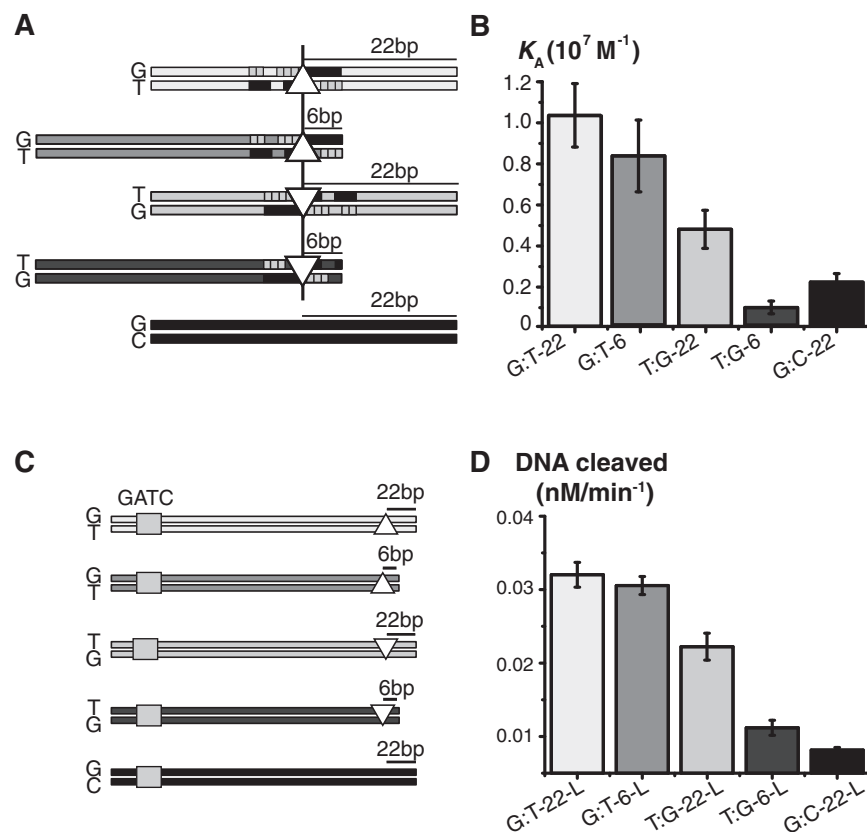 A
22bp
G
T
6bp
G
T
22bp
T
G
6bp
T
G
22bp
G
C
B
K_A (10^7 M^-1)
1.2
1.0
0.8
0.6
0.4
0.2
0
G:T-22
G:T-6
T:G-22
T:G-6
G:C-22
C
GATC
22bp
G
T
6bp
G
T
22bp
T
G
6bp
T
G
22bp
G
C
D
DNA cleaved
(nM/min^-1)
0.04
0.03
0.02
0.01
G:T-22-L
G:T-6-L
T:G-22-L
T:G-6-L
G:C-22-L